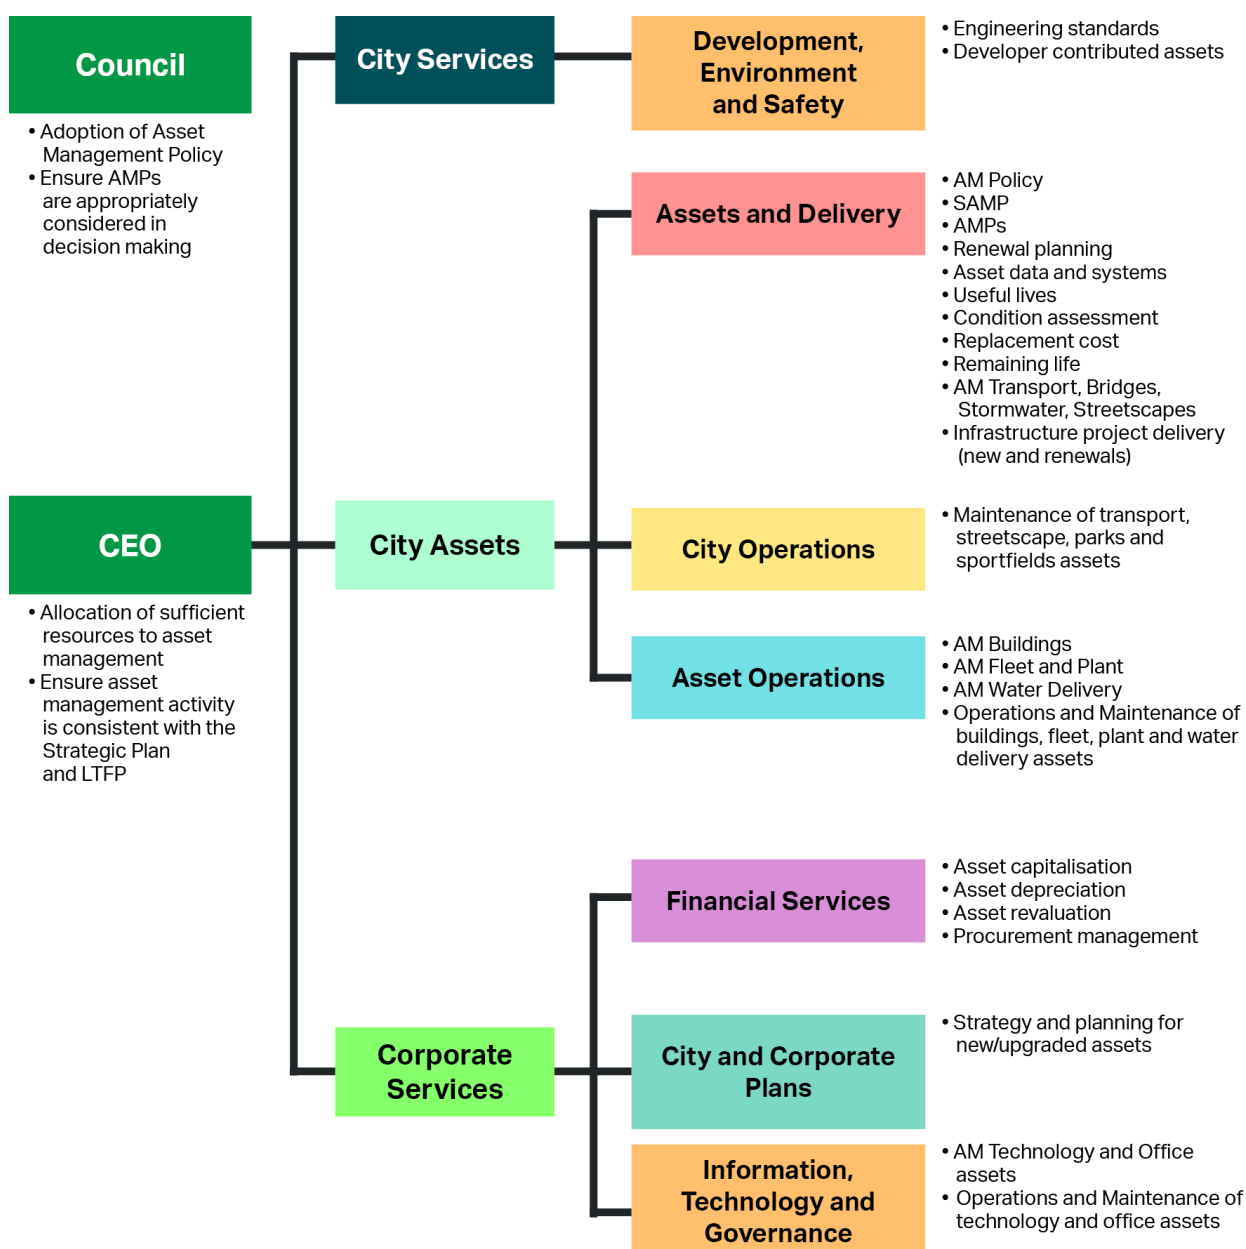 Council
• Adoption of Asset
Management Policy
• Ensure AMPs
are appropriately
considered in
decision making
CEO
• Allocation of sufficient
resources to asset
management
• Ensure asset
management activity
is consistent with the
Strategic Plan
and LTFP
City Services
Development,
Environment
and Safety
• Engineering standards
• Developer contributed assets
City Assets
Assets and Delivery
• AM Policy
• SAMP
• AMPs
• Renewal planning
• Asset data and systems
• Useful lives
• Condition assessment
• Replacement cost
• Remaining life
• AM Transport, Bridges,
Stormwater, Streetscapes
• Infrastructure project delivery
(new and renewals)
City Operations
• Maintenance of transport,
streetscape, parks and
sportfields assets
Asset Operations
• AM Buildings
• AM Fleet and Plant
• AM Water Delivery
• Operations and Maintenance of
buildings, fleet, plant and water
delivery assets
Corporate
Services
Financial Services
• Asset capitalisation
• Asset depreciation
• Asset revaluation
• Procurement management
City and Corporate
Plans
• Strategy and planning for
new/upgraded assets
Information,
Technology and
Governance
• AM Technology and Office
assets
• Operations and Maintenance of
technology and office assets